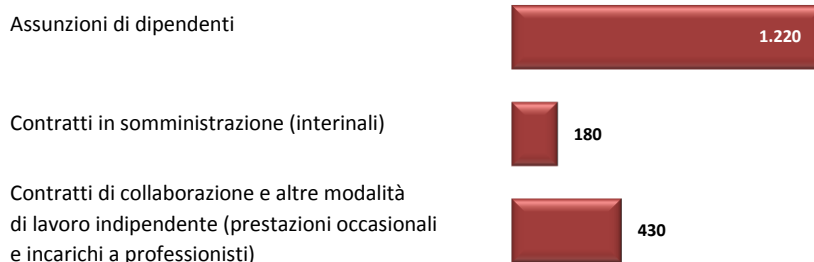 Assunzioni di dipendenti
1.220
Contratti in somministrazione (interinali)
180
Contratti di collaborazione e altre modalità
di lavoro indipendente (prestazioni occasionali
e incarichi a professionisti)
430